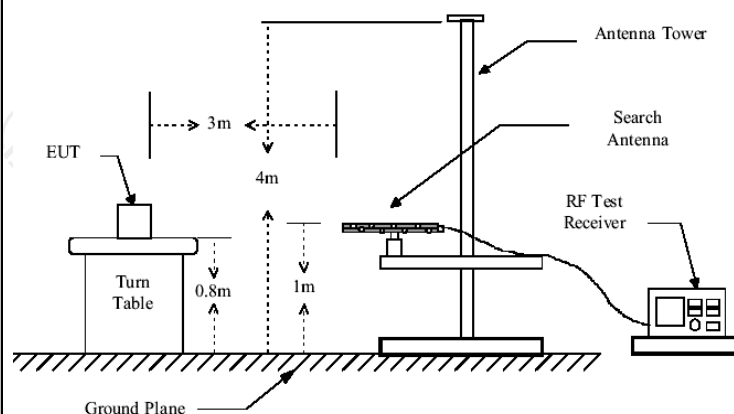 Antenna Tower
Search
Antenna
3m
EUT
4m
RF Test
Receiver
Turn
Table
0.8m
1m
Ground Plane